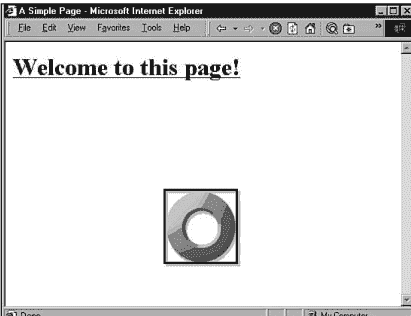 A Simple Page - Microsoft Internet Explorer
File Edit View Favorites Tools Help »
Welcome to this page!
Done My Computer